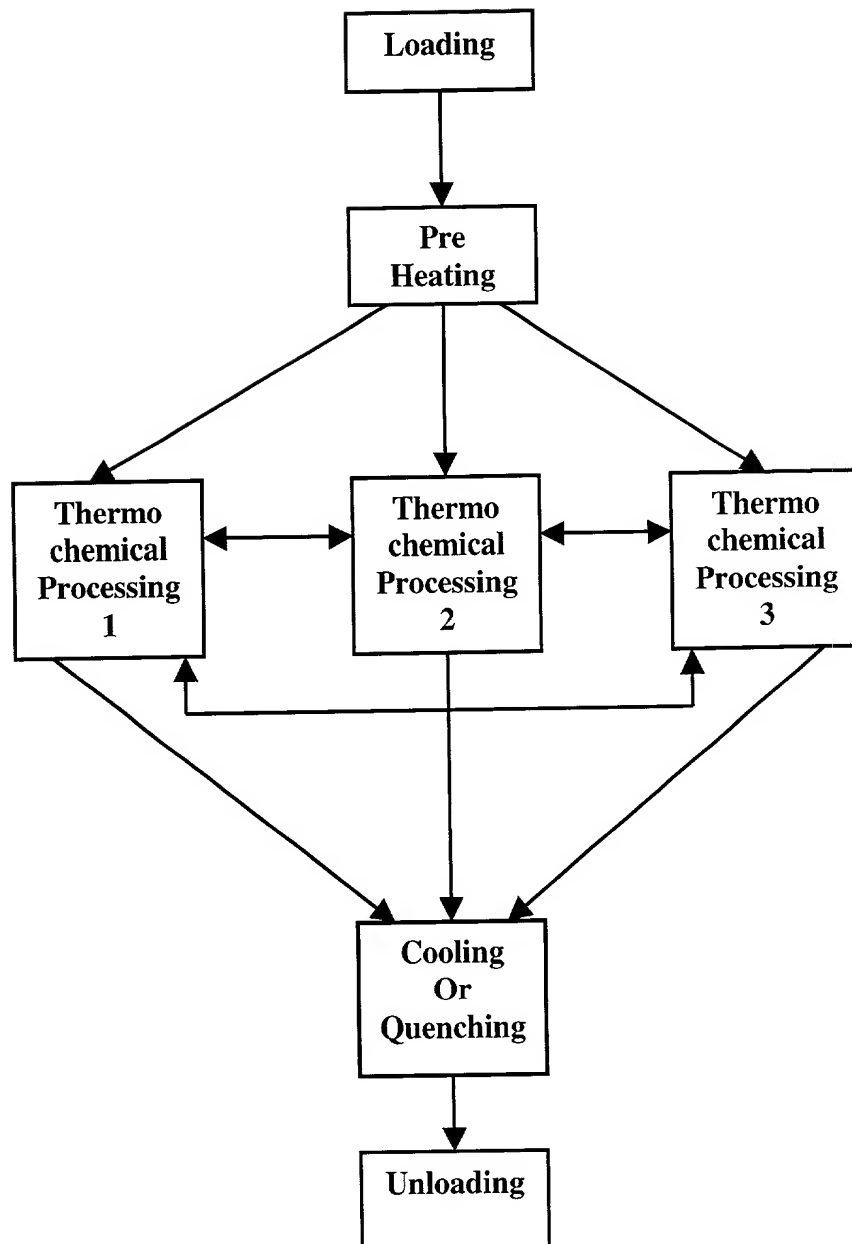 Loading
Pre
Heating
Thermo
chemical
Processing
1
Thermo
chemical
Processing
2
Thermo
chemical
Processing
3
Cooling
Or
Quenching
Unloading